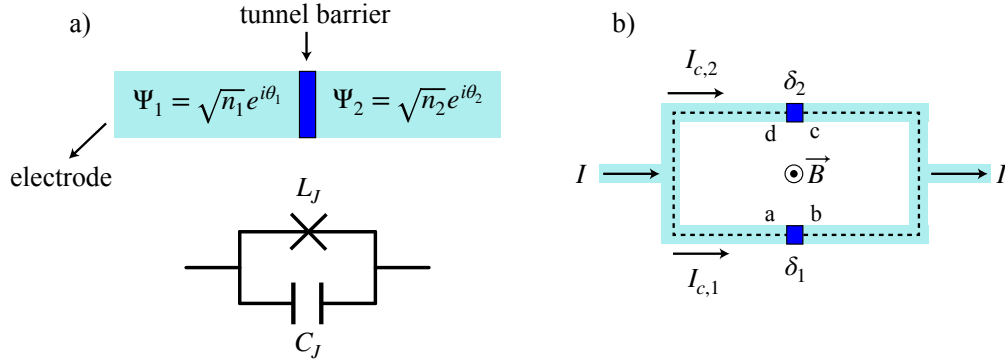 a)
tunnel barrier
Ψ₁ = √n₁ e^{iθ₁}
Ψ₂ = √n₂ e^{iθ₂}
electrode
L_J
C_J
b)
I_{c,2}
δ₂
d c
I
B⃗
I
a b
I_{c,1}
δ₁